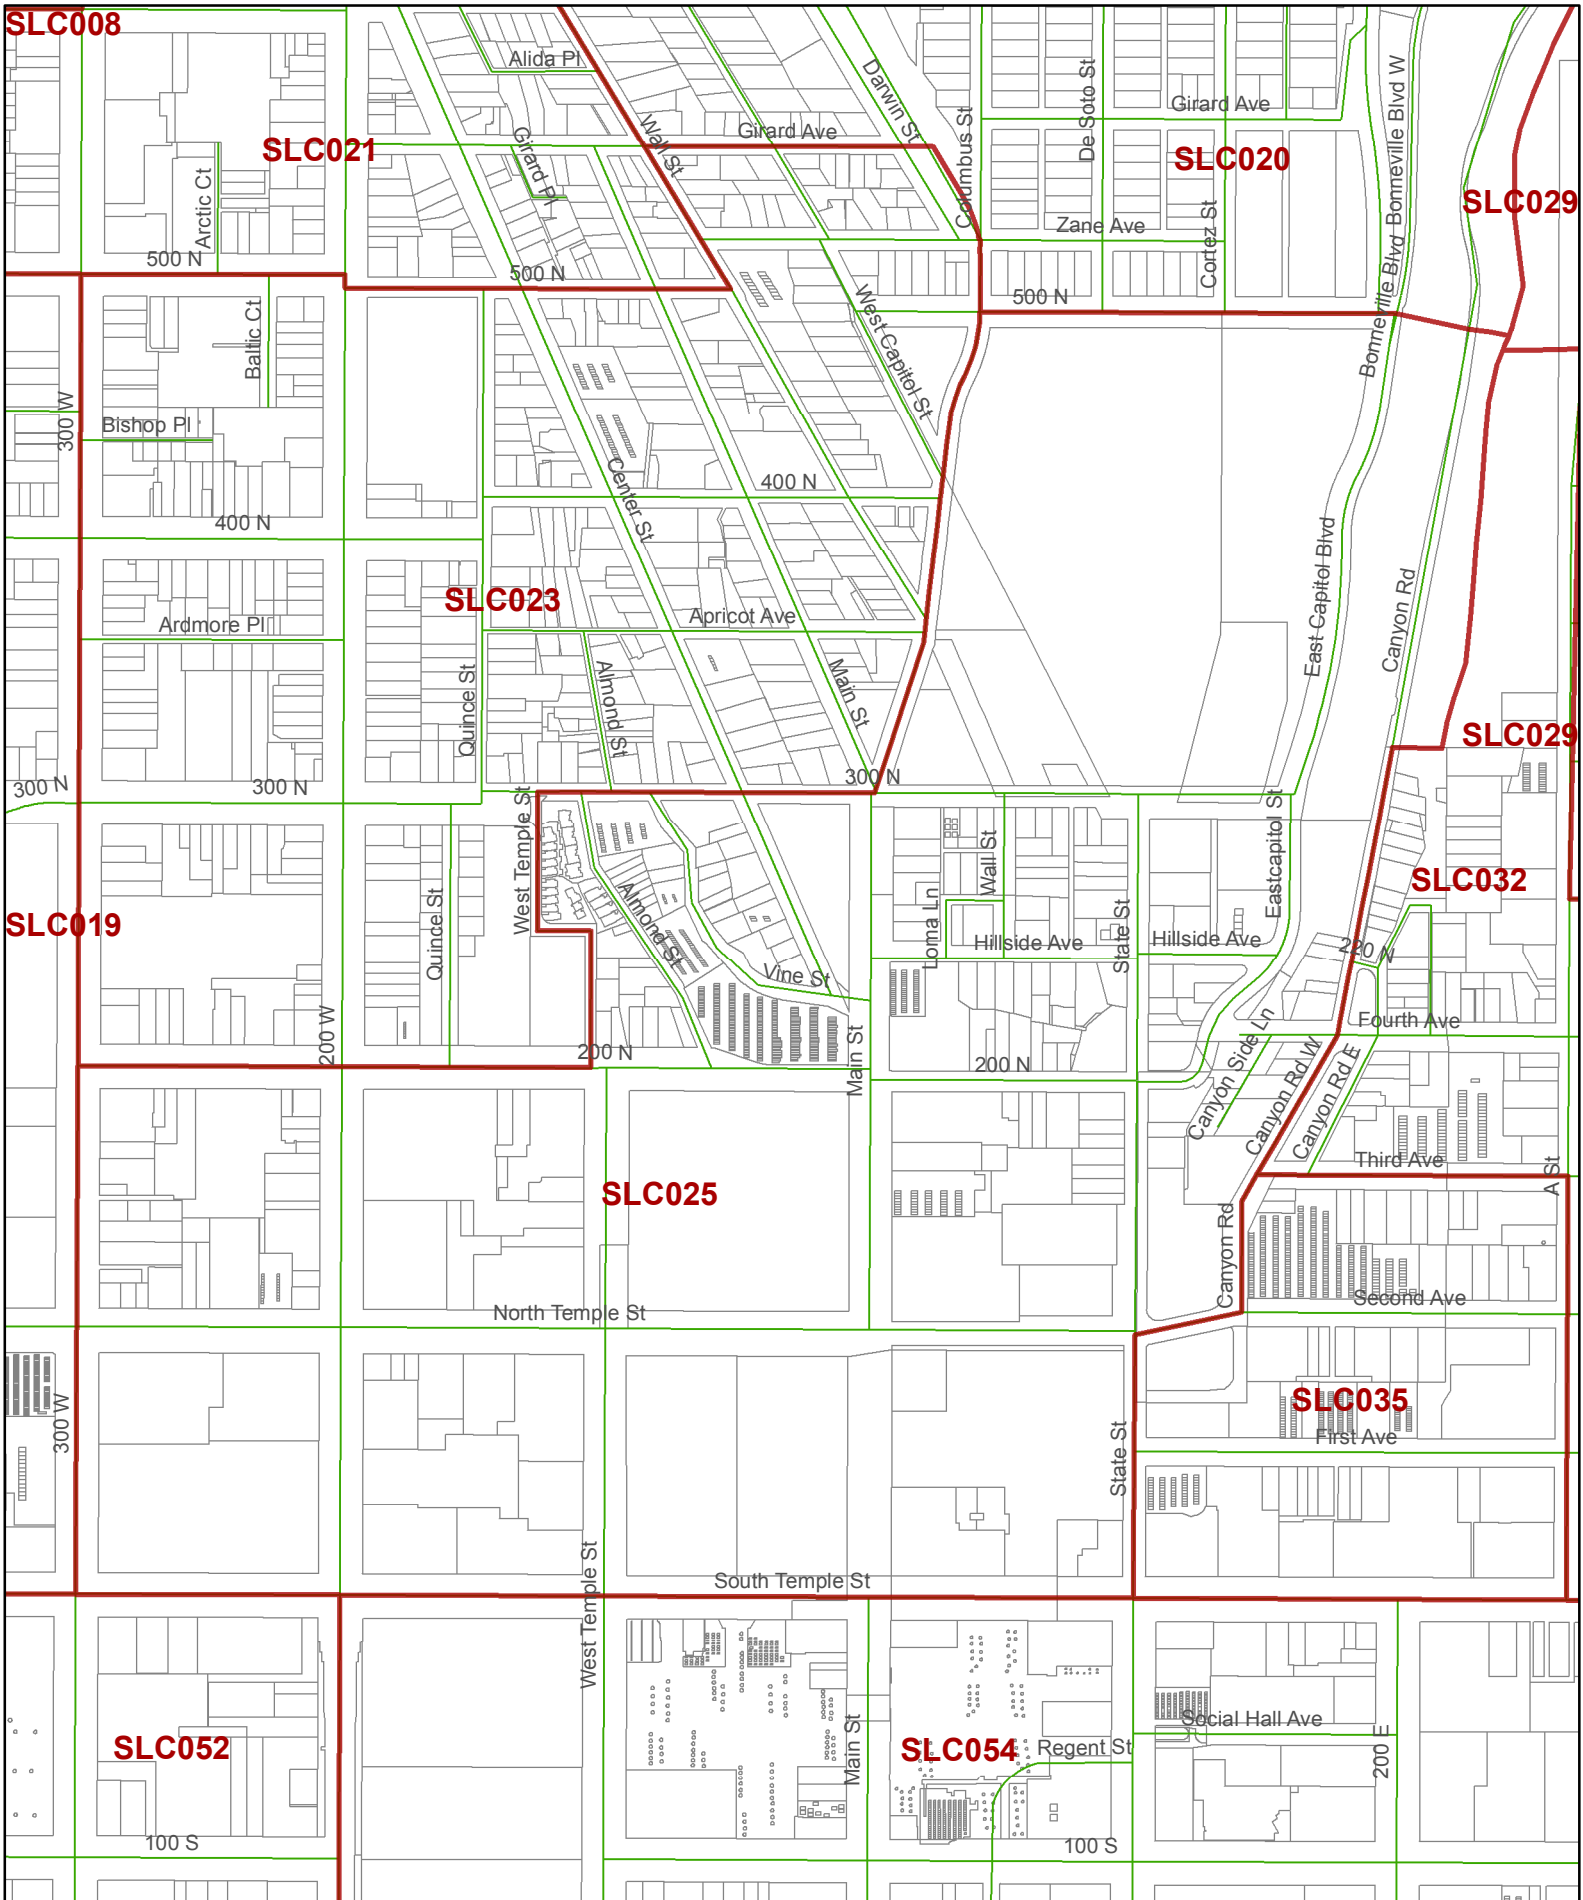 SLC008
Alida Pl
Darwin St
De Soto St
Girard Ave
Bonneville Blvd W
Wall St
Girard Ave
SLC021
Girard Pl
SLC020
Arctic Ct
Columbus St
SLC029
Zane Ave
Cortez St
Bonneville Blvd
500 N
500 N
500 N
West Capitol St
Bonneville Blvd
Baltic Ct
300 W
Bishop Pl
400 N
Center St
400 N
East Capitol Blvd
Canyon Rd
SLC023
Apricot Ave
Ardmore Pl
Almond St
Main St
Quince St
SLC029
300 N
300 N
300 N
West Temple St
Eastcapitol St
Wall St
SLC032
Quince St
Almond St
Loma Ln
State St
SLC019
Hillside Ave
Hillside Ave
220 N
Vine St
200 W
Fourth Ave
200 N
Main St
200 N
Canyon Side Ln
Canyon Rd W
Canyon Rd E
Third Ave
A St
SLC025
Canyon Rd
Second Ave
North Temple St
SLC035
300 W
First Ave
State St
West Temple St
South Temple St
Social Hall Ave
SLC052
Main St
SLC054
Regent St
200 E
100 S
100 S